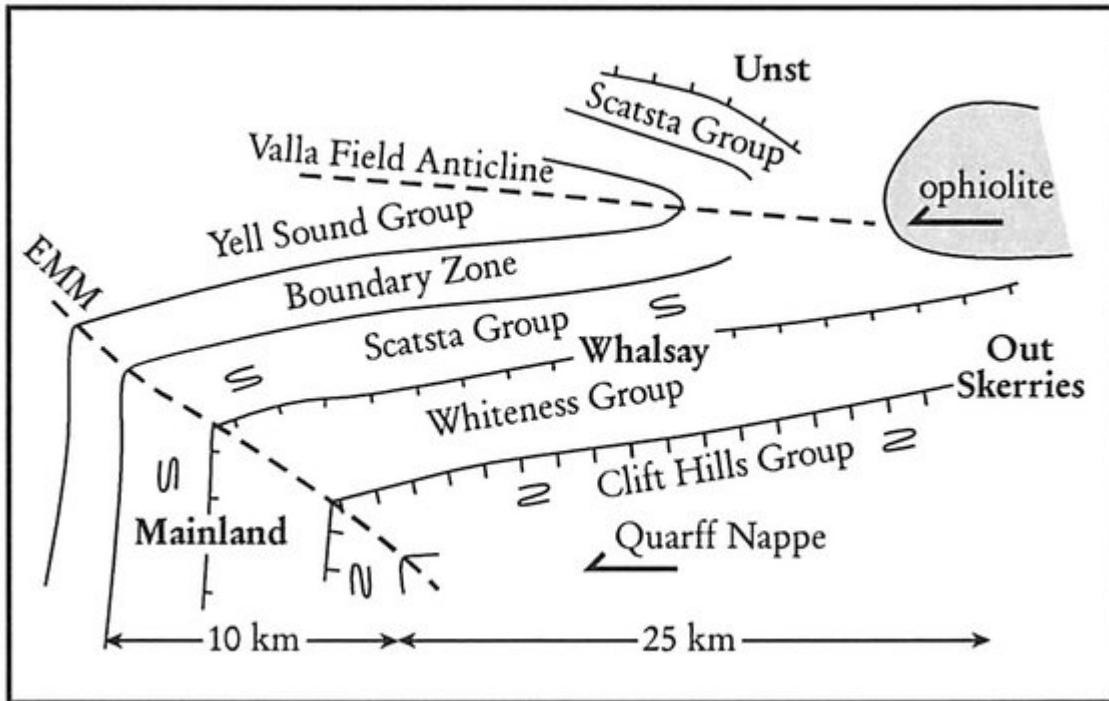 Unst
Scatsta Group
Valla Field Anticline
ophiolite
Yell Sound Group
EMM
Boundary Zone
Scatsta Group
Whalsay
Out
Skerries
Whiteness Group
Clift Hills Group
Mainland
Quarff Nappe
10 km
25 km